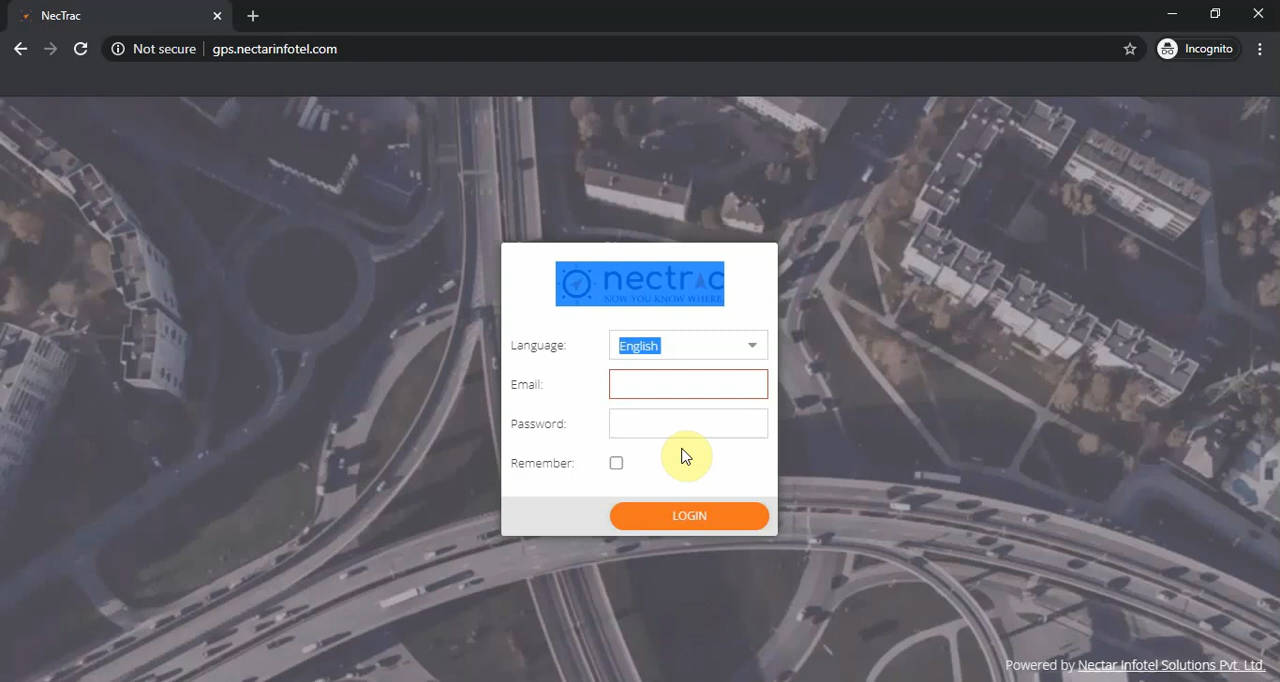 NecTrac
Not secure
gps.nectarinfotel.com
Incognito
nectrac
NOW YOU KNOW WHERE
Language:
English
Email:
Password:
Remember:
LOGIN
Powered by Nectar Infotel Solutions Pvt. Ltd.